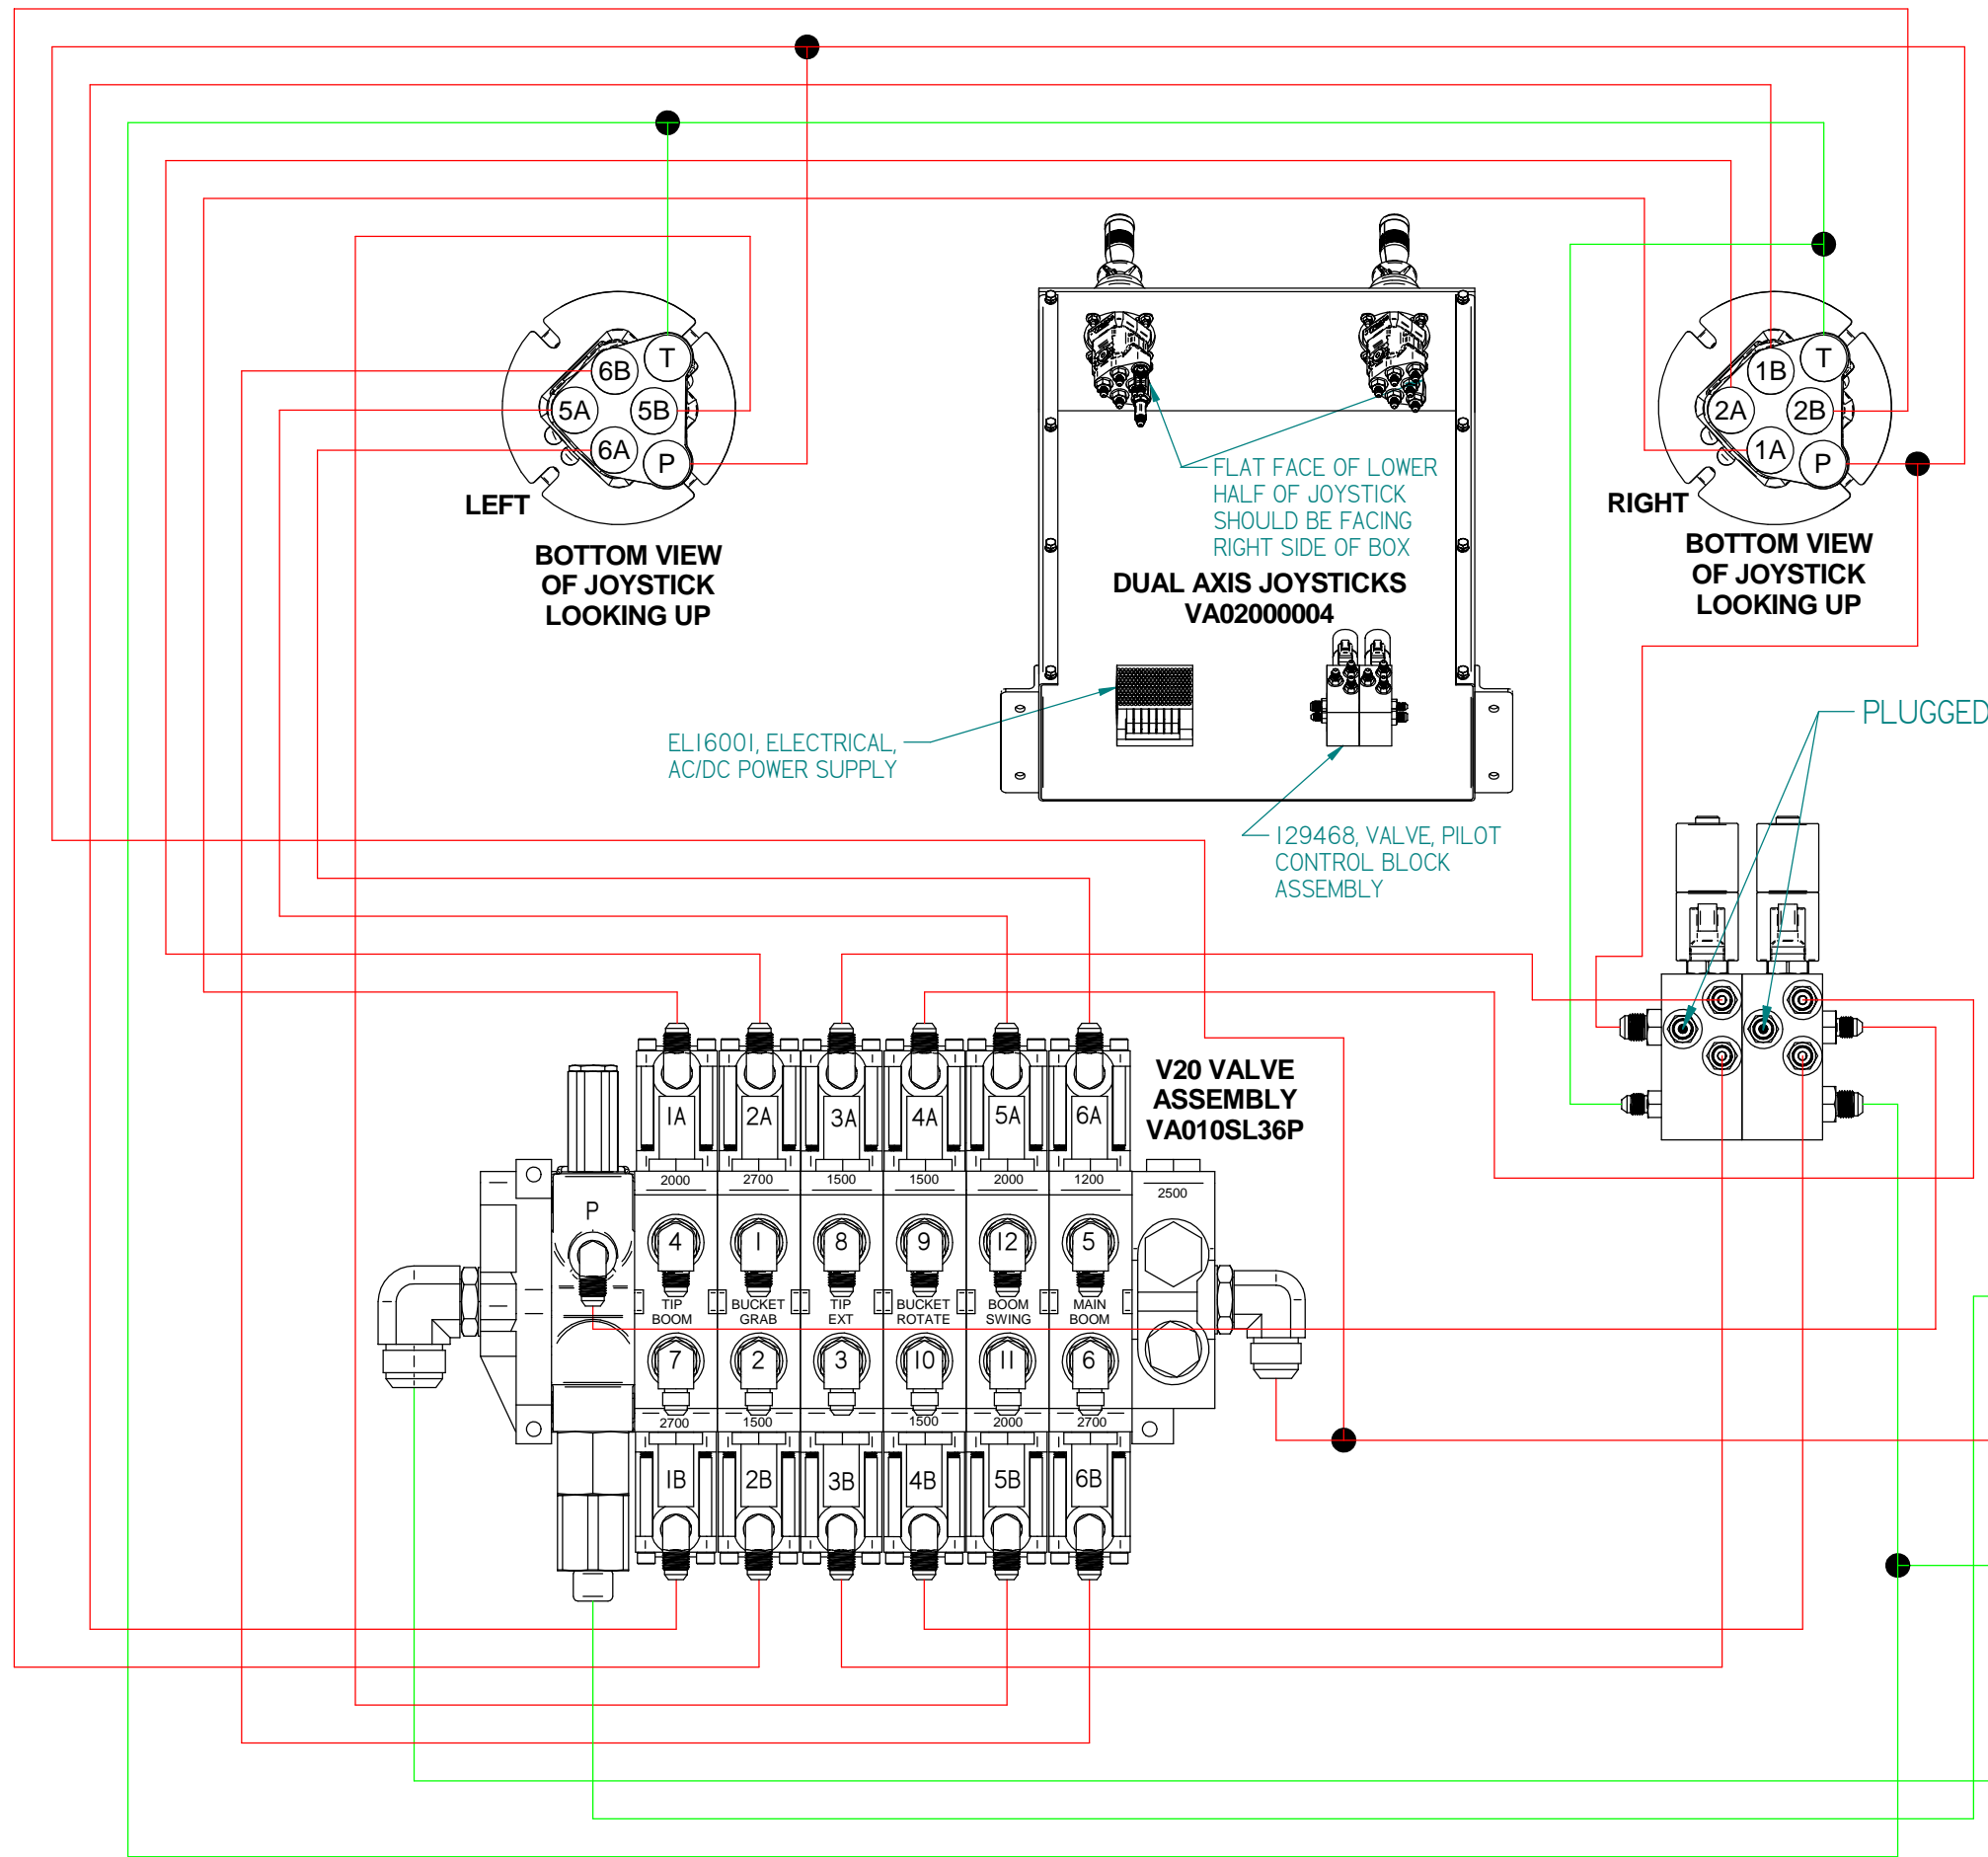 6B
T
5A
5B
6A
P
LEFT
BOTTOM VIEW
OF JOYSTICK
LOOKING UP
FLAT FACE OF LOWER
HALF OF JOYSTICK
SHOULD BE FACING
RIGHT SIDE OF BOX
DUAL AXIS JOYSTICKS
VA02000004
1B
T
2A
2B
1A
P
RIGHT
BOTTOM VIEW
OF JOYSTICK
LOOKING UP
PLUGGED
EL16001, ELECTRICAL,
AC/DC POWER SUPPLY
129468, VALVE, PILOT
CONTROL BLOCK
ASSEMBLY
V20 VALVE
ASSEMBLY
VA010SL36P
1A 2A 3A 4A 5A 6A
2000 2700 1500 1500 2000 1200 2500
P
4 1 8 9 12 5
TIP BUCKET TIP BUCKET BOOM MAIN
BOOM GRAB EXT ROTATE SWING BOOM
7 2 3 10 11 6
2700 1500 1500 2000 2700
1B 2B 3B 4B 5B 6B